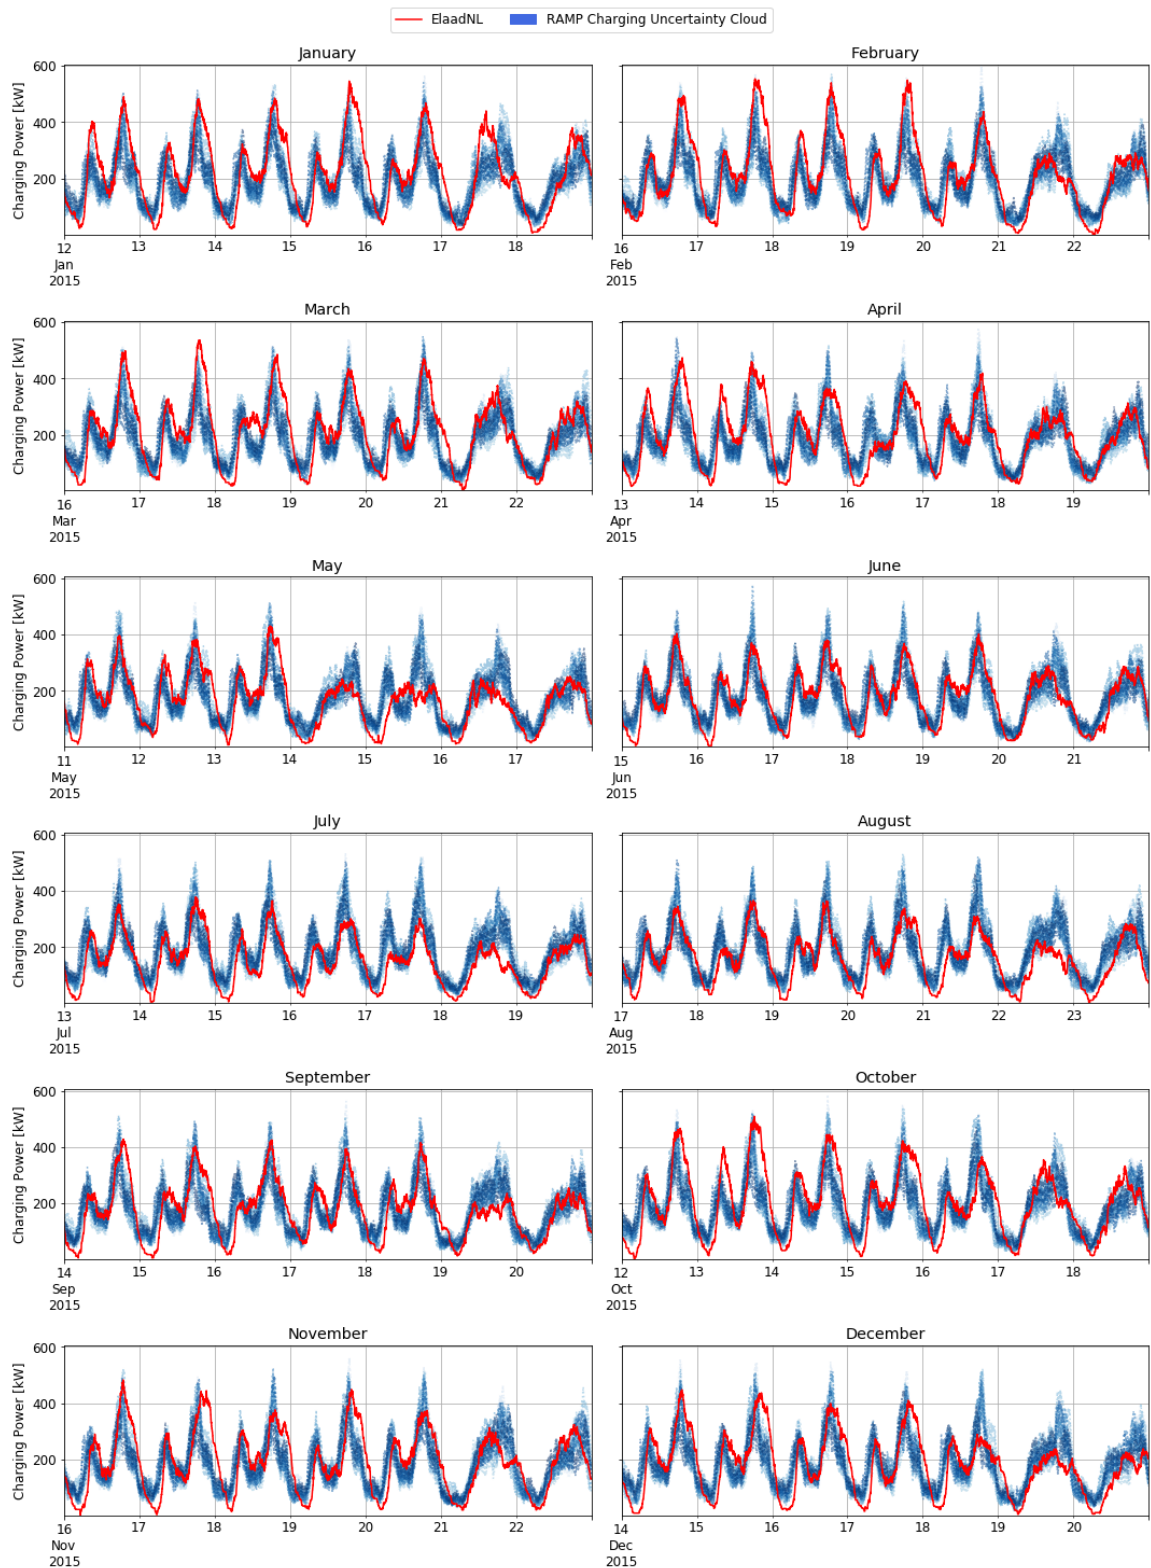 ElaadNL RAMP Charging Uncertainty Cloud
January
Charging Power [kW]
600
400
200
12 13 14 15 16 17 18
Jan
2015
February
16 17 18 19 20 21 22
Feb
2015
March
Charging Power [kW]
600
400
200
16 17 18 19 20 21 22
Mar
2015
April
13 14 15 16 17 18 19
Apr
2015
May
Charging Power [kW]
600
400
200
11 12 13 14 15 16 17
May
2015
June
15 16 17 18 19 20 21
Jun
2015
July
Charging Power [kW]
600
400
200
13 14 15 16 17 18 19
Jul
2015
August
17 18 19 20 21 22 23
Aug
2015
September
Charging Power [kW]
600
400
200
14 15 16 17 18 19 20
Sep
2015
October
12 13 14 15 16 17 18
Oct
2015
November
Charging Power [kW]
600
400
200
16 17 18 19 20 21 22
Nov
2015
December
14 15 16 17 18 19 20
Dec
2015